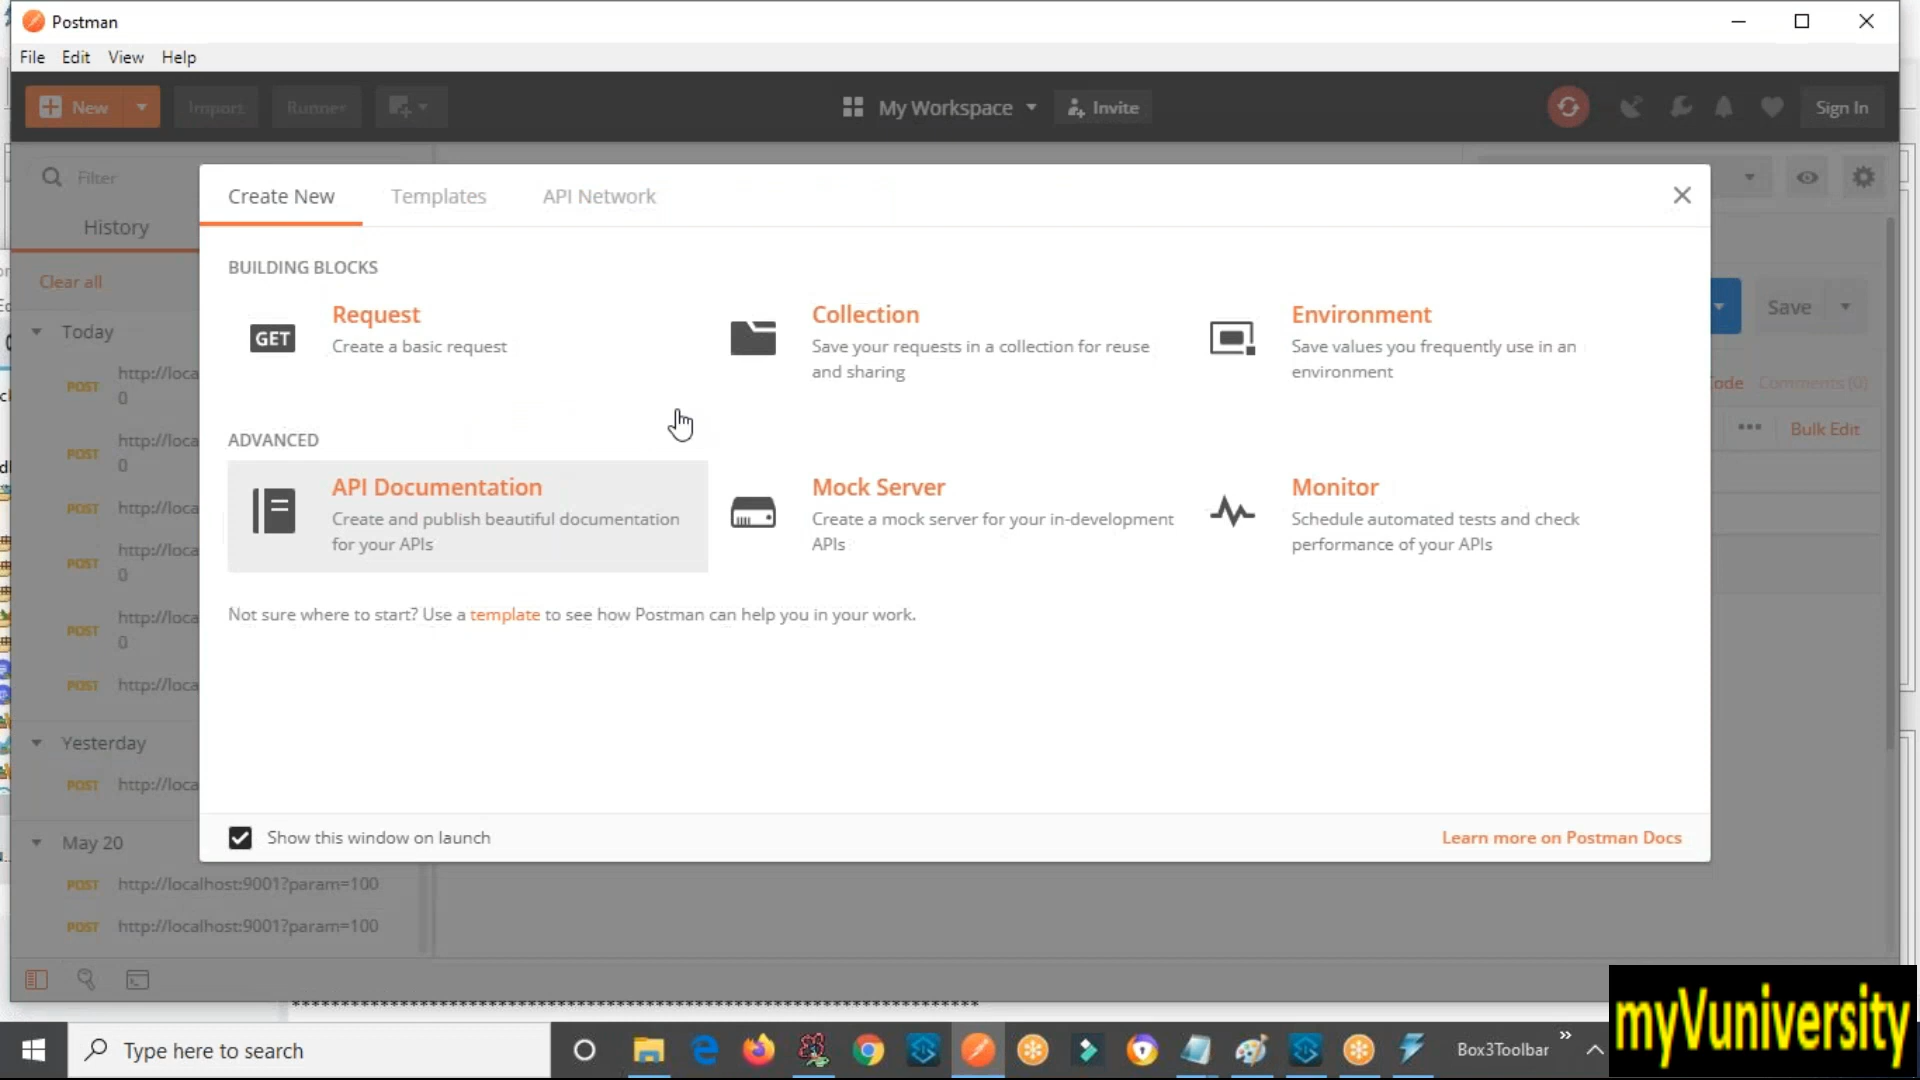 Postman
File Edit View Help
New Import Runner My Workspace Invite Sign In
Filter
History
Clear all
Today
POST http://loca
0
POST http://loca
0
POST http://loca
POST http://loca
0
POST http://loca
0
POST http://loca
Yesterday
POST http://loca
May 20
POST http://localhost:9001?param=100
POST http://localhost:9001?param=100
Create New Templates API Network
BUILDING BLOCKS
GET
Request
Create a basic request
Collection
Save your requests in a collection for reuse
and sharing
Environment
Save values you frequently use in an
environment
ADVANCED
API Documentation
Create and publish beautiful documentation
for your APIs
Mock Server
Create a mock server for your in-development
APIs
Monitor
Schedule automated tests and check
performance of your APIs
Not sure where to start? Use a template to see how Postman can help you in your work.
Show this window on launch
Learn more on Postman Docs
Save
ode Comments (0)
Bulk Edit
Type here to search
Box3Toolbar
myVuniversity